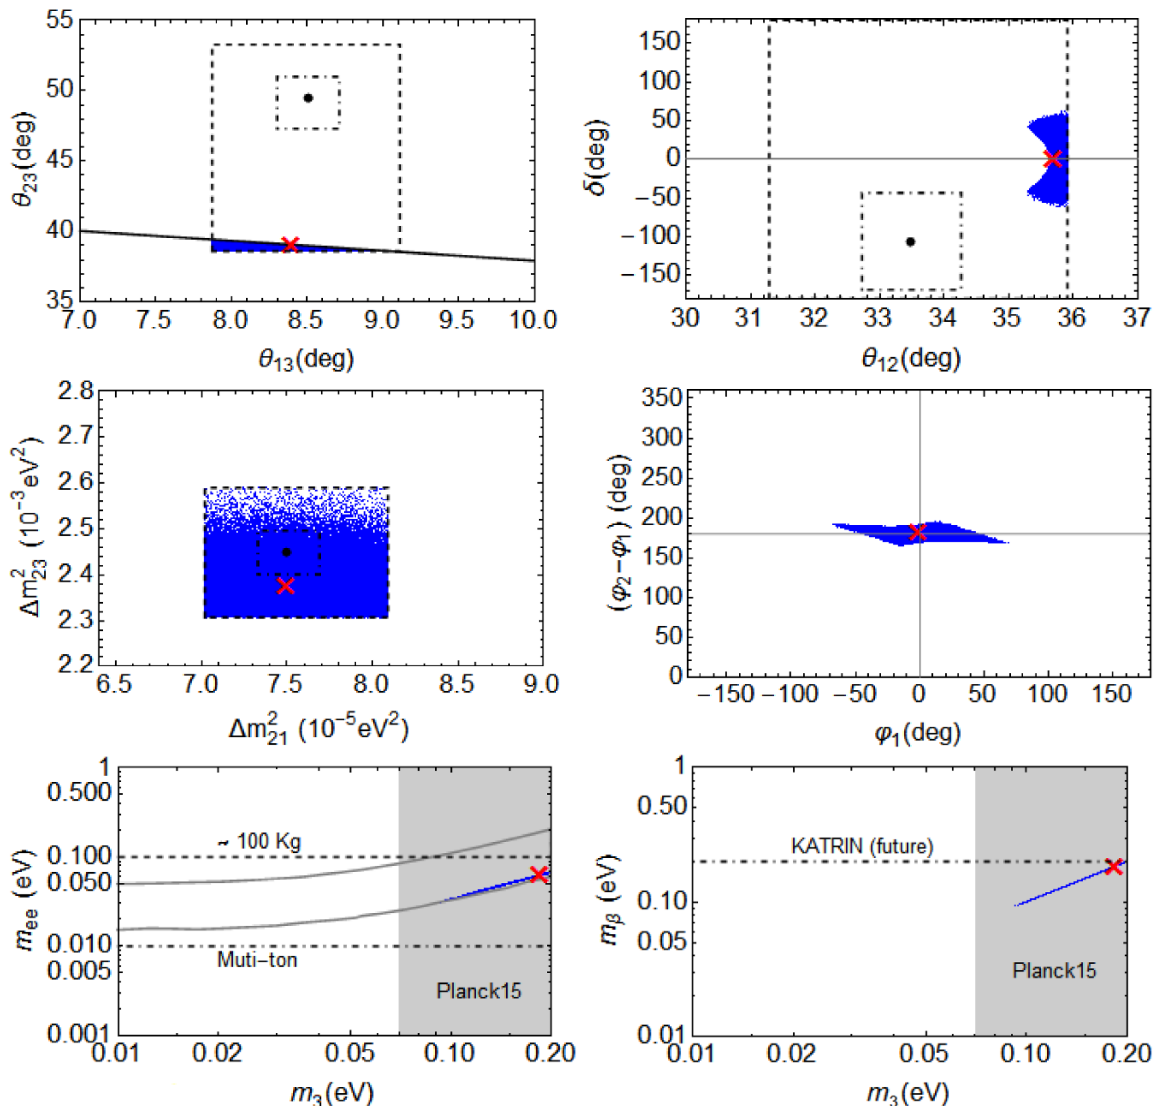 55
50
45
40
35
θ23(deg)
7.0 7.5 8.0 8.5 9.0 9.5 10.0
θ13(deg)
150
100
50
0
−50
−100
−150
δ(deg)
30 31 32 33 34 35 36 37
θ12(deg)
2.8
2.7
2.6
2.5
2.4
2.3
2.2
Δm²23 (10⁻³eV²)
6.5 7.0 7.5 8.0 8.5 9.0
Δm²21 (10⁻⁵eV²)
350
300
250
200
150
100
50
0
(φ2−φ1) (deg)
−150 −100 −50 0 50 100 150
φ1(deg)
1
0.500
0.100
0.050
0.010
0.005
0.001
mee (eV)
~ 100 Kg
Muti−ton
Planck15
0.01 0.02 0.05 0.10 0.20
m3(eV)
1
0.50
0.10
0.05
0.01
mβ (eV)
KATRIN (future)
Planck15
0.01 0.02 0.05 0.10 0.20
m3(eV)